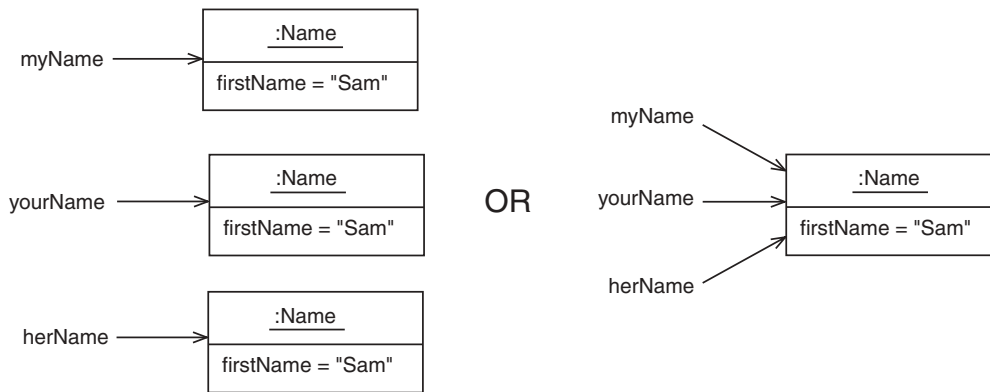 :Name
myName
firstName = "Sam"
:Name
yourName
firstName = "Sam"
:Name
herName
firstName = "Sam"
OR
myName
:Name
yourName
firstName = "Sam"
herName